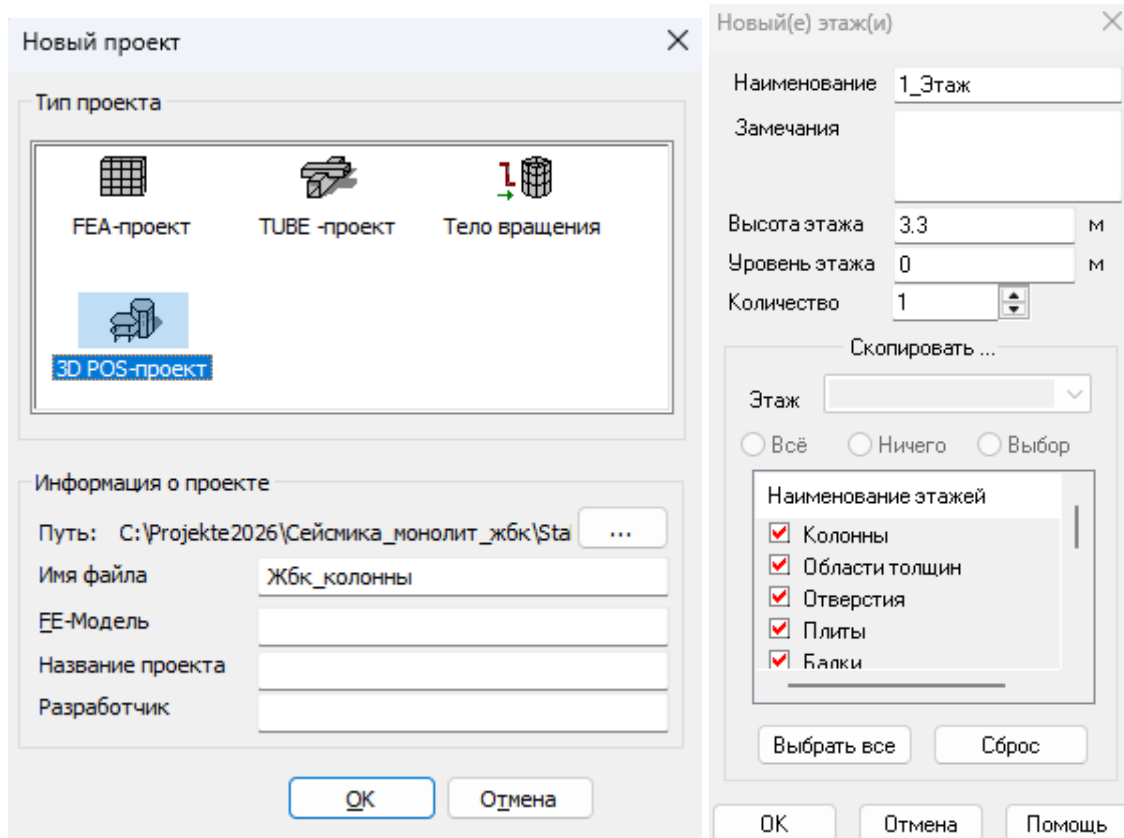 Новый проект
Тип проекта
FEA-проект TUBE -проект Тело вращения
3D POS-проект
Информация о проекте
Путь: C:\Projekte2026\Сейсмика_монолит_жбк\Sta ...
Имя файла Жбк_колонны
FE-Модель
Название проекта
Разработчик
OK Отмена
Новый(е) этаж(и)
Наименование 1_Этаж
Замечания
Высота этажа 3.3 м
Уровень этажа 0 м
Количество 1
Скопировать ...
Этаж
Всё Ничего Выбор
Наименование этажей
Колонны
Области толщин
Отверстия
Плиты
Балки
Выбрать все Сброс
OK Отмена Помощь